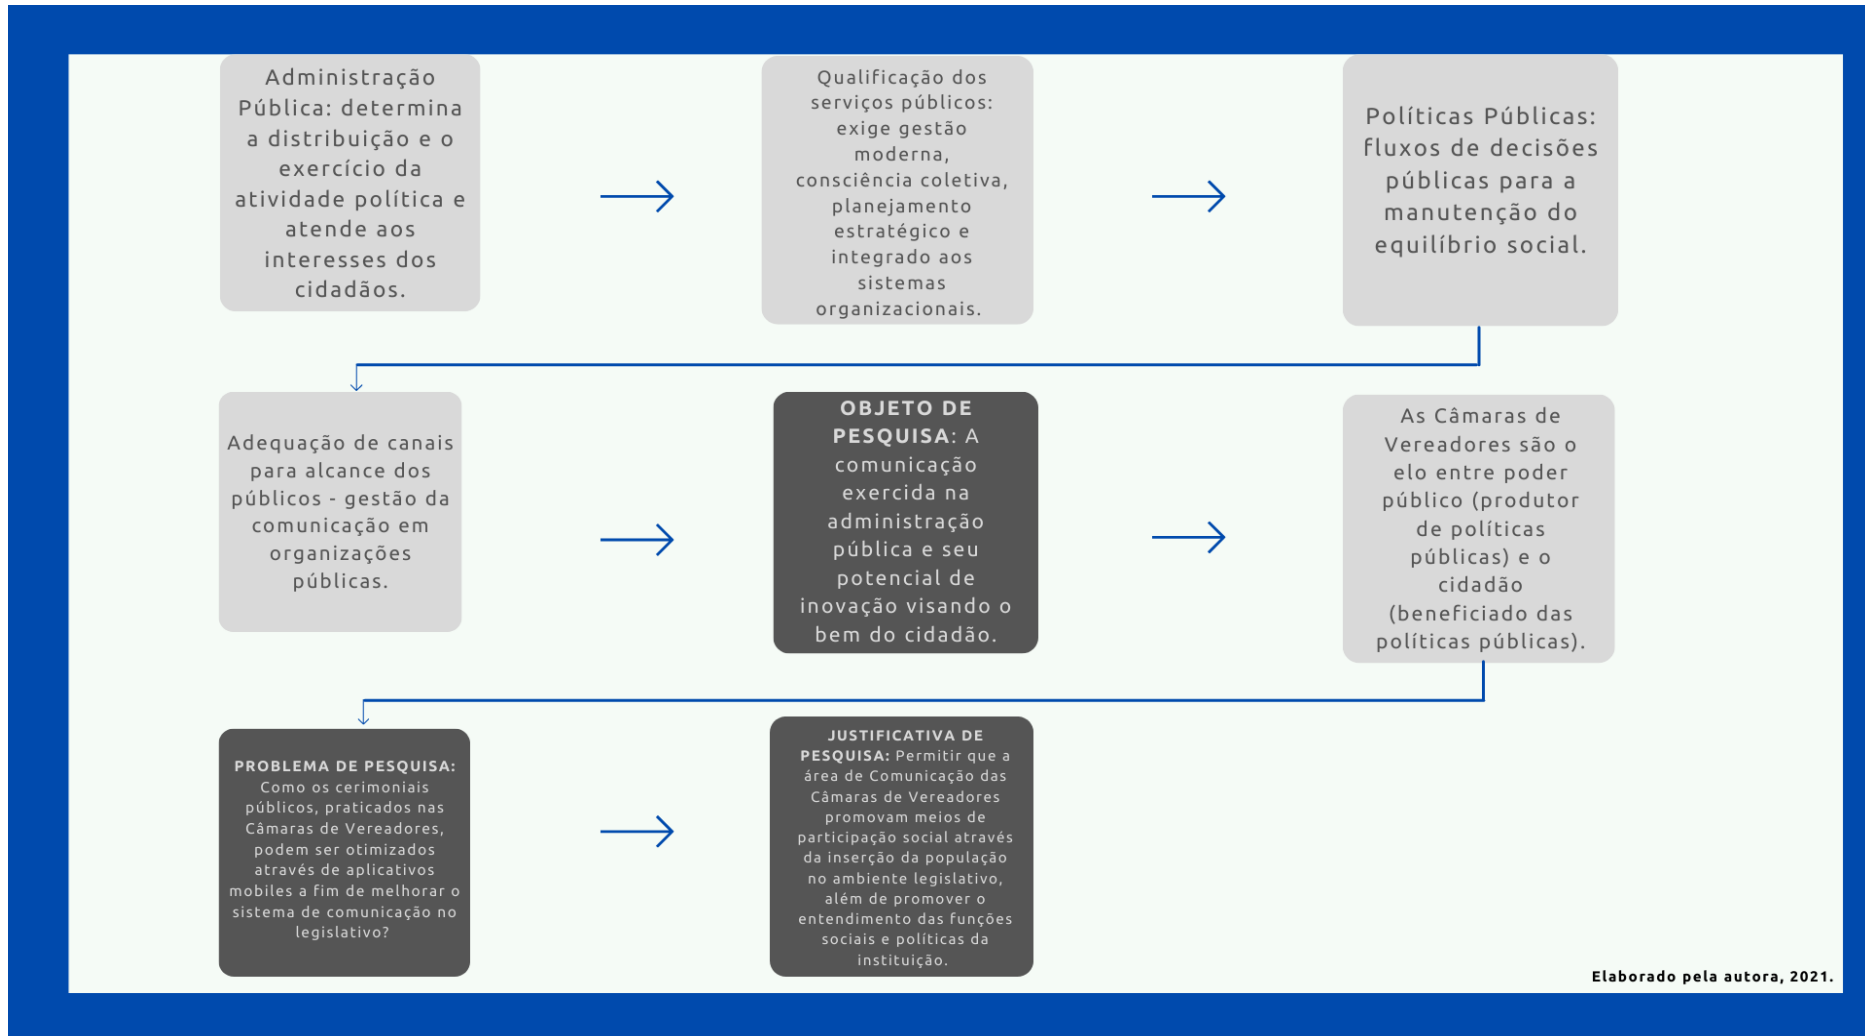 Administração
Pública: determina
a distribuição e o
exercício da
atividade política e
atende aos
interesses dos
cidadãos.
Qualificação dos
serviços públicos:
exige gestão
moderna,
consciência coletiva,
planejamento
estratégico e
integrado aos
sistemas
organizacionais.
Políticas Públicas:
fluxos de decisões
públicas para a
manutenção do
equilíbrio social.
Adequação de canais
para alcance dos
públicos - gestão da
comunicação em
organizações
públicas.
OBJETO DE
PESQUISA: A
comunicação
exercida na
administração
pública e seu
potencial de
inovação visando o
bem do cidadão.
As Câmaras de
Vereadores são o
elo entre poder
público (produtor
de políticas
públicas) e o
cidadão
(beneficiado das
políticas públicas).
PROBLEMA DE PESQUISA:
Como os cerimoniais
públicos, praticados nas
Câmaras de Vereadores,
podem ser otimizados
através de aplicativos
mobiles a fim de melhorar o
sistema de comunicação no
legislativo?
JUSTIFICATIVA DE
PESQUISA: Permitir que a
área de Comunicação das
Câmaras de Vereadores
promovam meios de
participação social através
da inserção da população
no ambiente legislativo,
além de promover o
entendimento das funções
sociais e políticas da
instituição.
Elaborado pela autora, 2021.